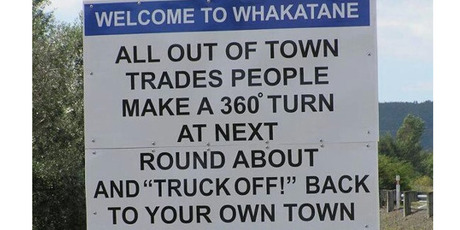 WELCOME TO WHAKATANE
ALL OUT OF TOWN
TRADES PEOPLE
MAKE A 360° TURN
AT NEXT
ROUND ABOUT
AND "TRUCK OFF!" BACK
TO YOUR OWN TOWN